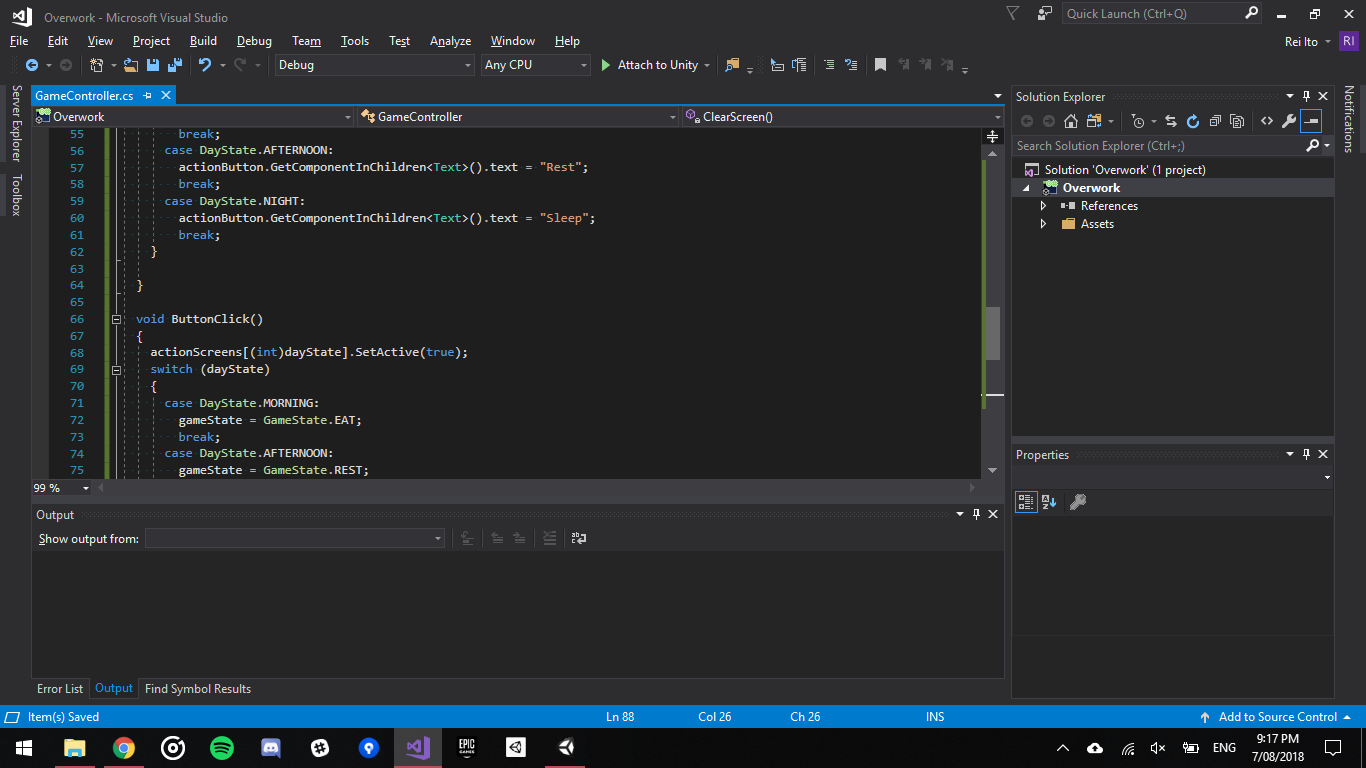 Overwork - Microsoft Visual Studio
Quick Launch (Ctrl+Q)
File Edit View Project Build Debug Team Tools Test Analyze Window Help
Rei Ito RI
Debug Any CPU Attach to Unity
Server Explorer
Toolbox
GameController.cs
Overwork GameController ClearScreen()
55 break;
56 case DayState.AFTERNOON:
57 actionButton.GetComponentInChildren<Text>().text = "Rest";
58 break;
59 case DayState.NIGHT:
60 actionButton.GetComponentInChildren<Text>().text = "Sleep";
61 break;
62 }
63
64 }
65
66 void ButtonClick()
67 {
68 actionScreens[(int)dayState].SetActive(true);
69 switch (dayState)
70 {
71 case DayState.MORNING:
72 gameState = GameState.EAT;
73 break;
74 case DayState.AFTERNOON:
75 gameState = GameState.REST;
99 %
Output
Show output from:
Error List Output Find Symbol Results
Solution Explorer
Search Solution Explorer (Ctrl+;)
Solution 'Overwork' (1 project)
Overwork
References
Assets
Properties
Notifications
Item(s) Saved Ln 88 Col 26 Ch 26 INS Add to Source Control
EPIC GAMES
ENG
9:17 PM
7/08/2018